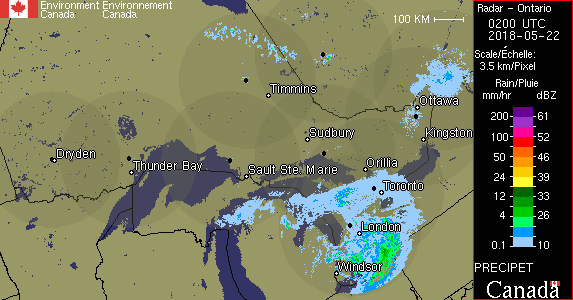 Environment Environnement
Canada Canada
100 KM
Timmins
Ottawa
Sudbury
Kingston
Dryden
Thunder Bay
Sault Ste. Marie
Orillia
Toronto
London
Windsor
Radar - Ontario
0200 UTC
2018-05-22
Scale/Échelle:
3.5 km/Pixel
Rain/Pluie
mm/hr dBZ
200 61
100 52
50 46
24 39
12 33
4 26
0.1 10
PRECIPET
Canada